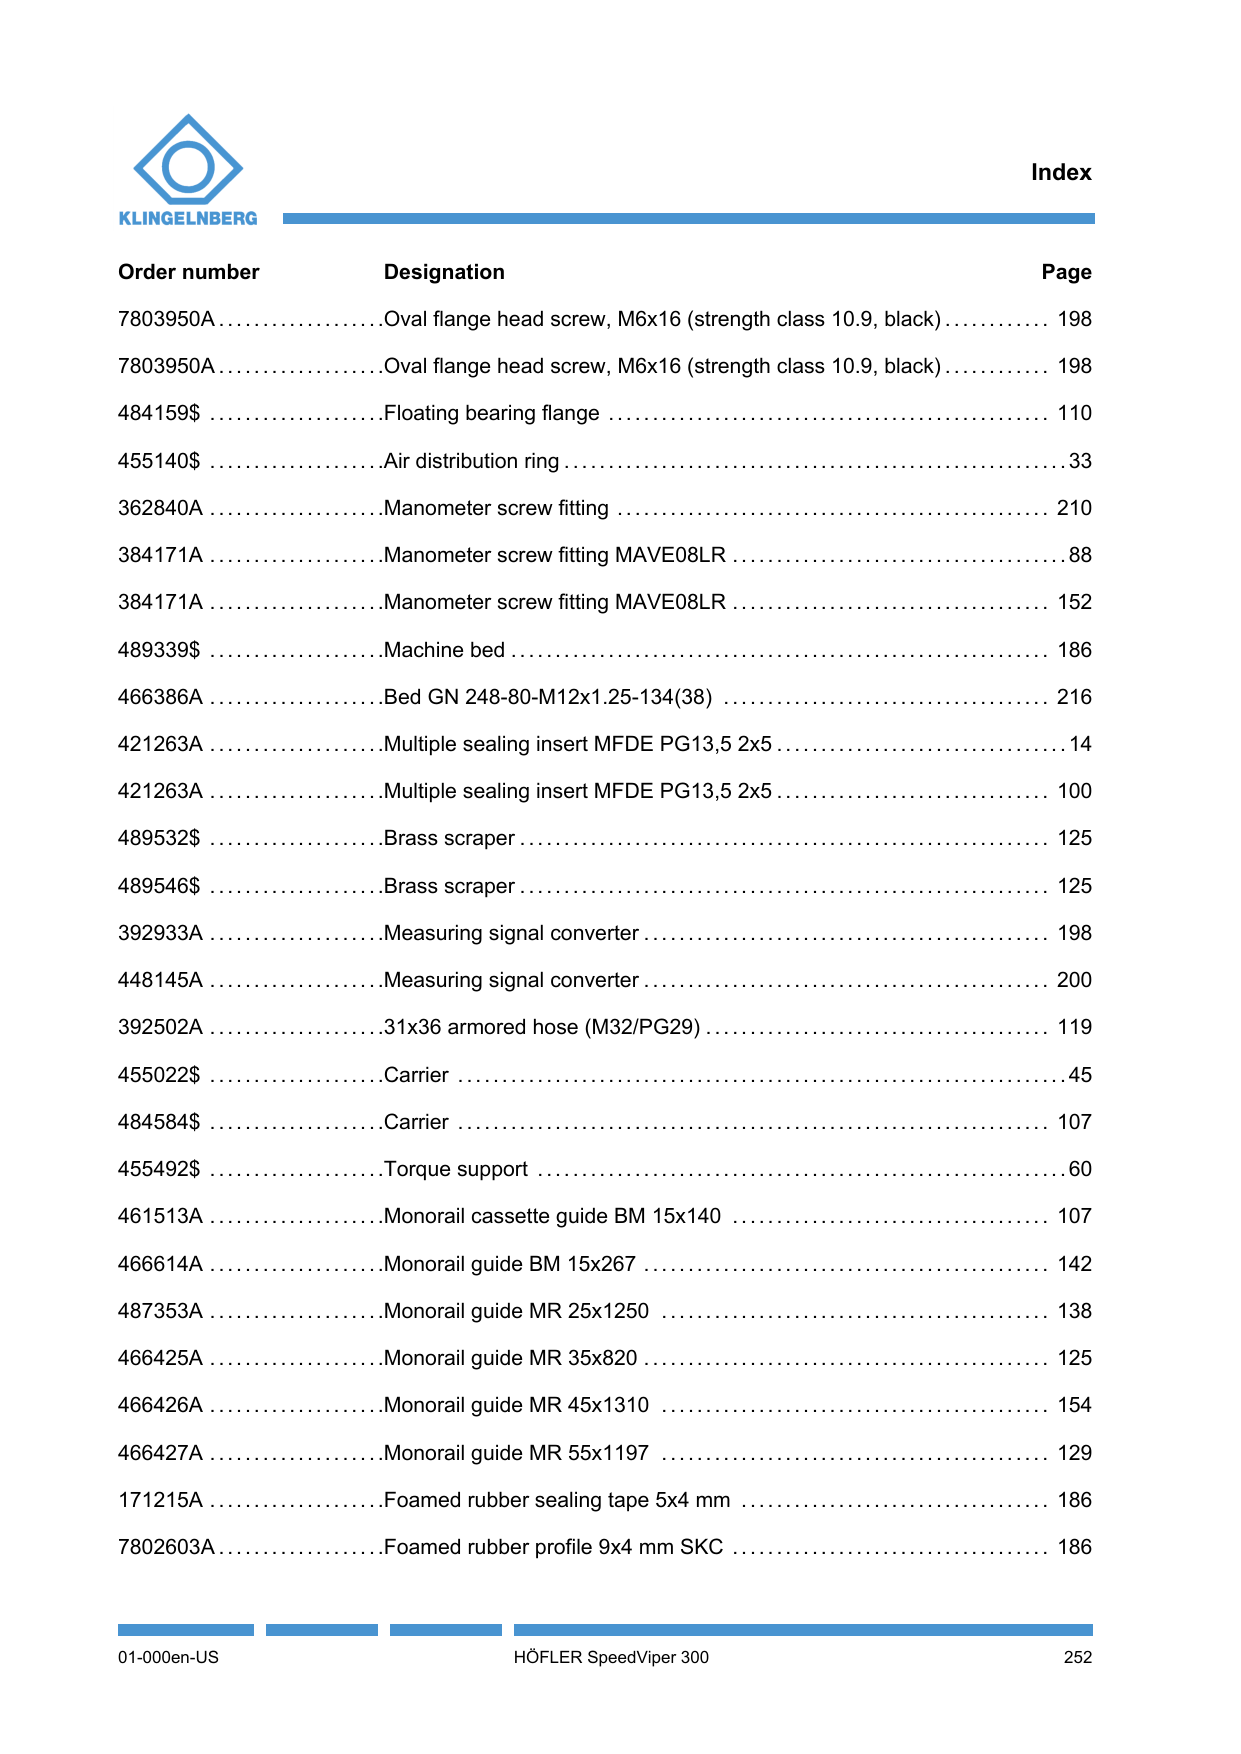 KLINGELNBERG
Index
Order number Designation Page
7803950A...................Oval flange head screw, M6x16 (strength class 10.9, black)............ 198
7803950A...................Oval flange head screw, M6x16 (strength class 10.9, black)............ 198
484159$ ....................Floating bearing flange .................................................. 110
455140$ ....................Air distribution ring.........................................................33
362840A ....................Manometer screw fitting ................................................. 210
384171A ....................Manometer screw fitting MAVE08LR ......................................88
384171A ....................Manometer screw fitting MAVE08LR .................................... 152
489339$ ....................Machine bed ............................................................. 186
466386A ....................Bed GN 248-80-M12x1.25-134(38) ..................................... 216
421263A ....................Multiple sealing insert MFDE PG13,5 2x5.................................14
421263A ....................Multiple sealing insert MFDE PG13,5 2x5............................... 100
489532$ ....................Brass scraper............................................................ 125
489546$ ....................Brass scraper............................................................ 125
392933A ....................Measuring signal converter.............................................. 198
448145A ....................Measuring signal converter.............................................. 200
392502A ....................31x36 armored hose (M32/PG29)....................................... 119
455022$ ....................Carrier .....................................................................45
484584$ ....................Carrier ................................................................... 107
455492$ ....................Torque support ............................................................60
461513A ....................Monorail cassette guide BM 15x140 .................................... 107
466614A ....................Monorail guide BM 15x267 .............................................. 142
487353A ....................Monorail guide MR 25x1250 ............................................ 138
466425A ....................Monorail guide MR 35x820 .............................................. 125
466426A ....................Monorail guide MR 45x1310 ............................................ 154
466427A ....................Monorail guide MR 55x1197 ............................................ 129
171215A ....................Foamed rubber sealing tape 5x4 mm ................................... 186
7802603A...................Foamed rubber profile 9x4 mm SKC .................................... 186
01-000en-US HÖFLER SpeedViper 300 252